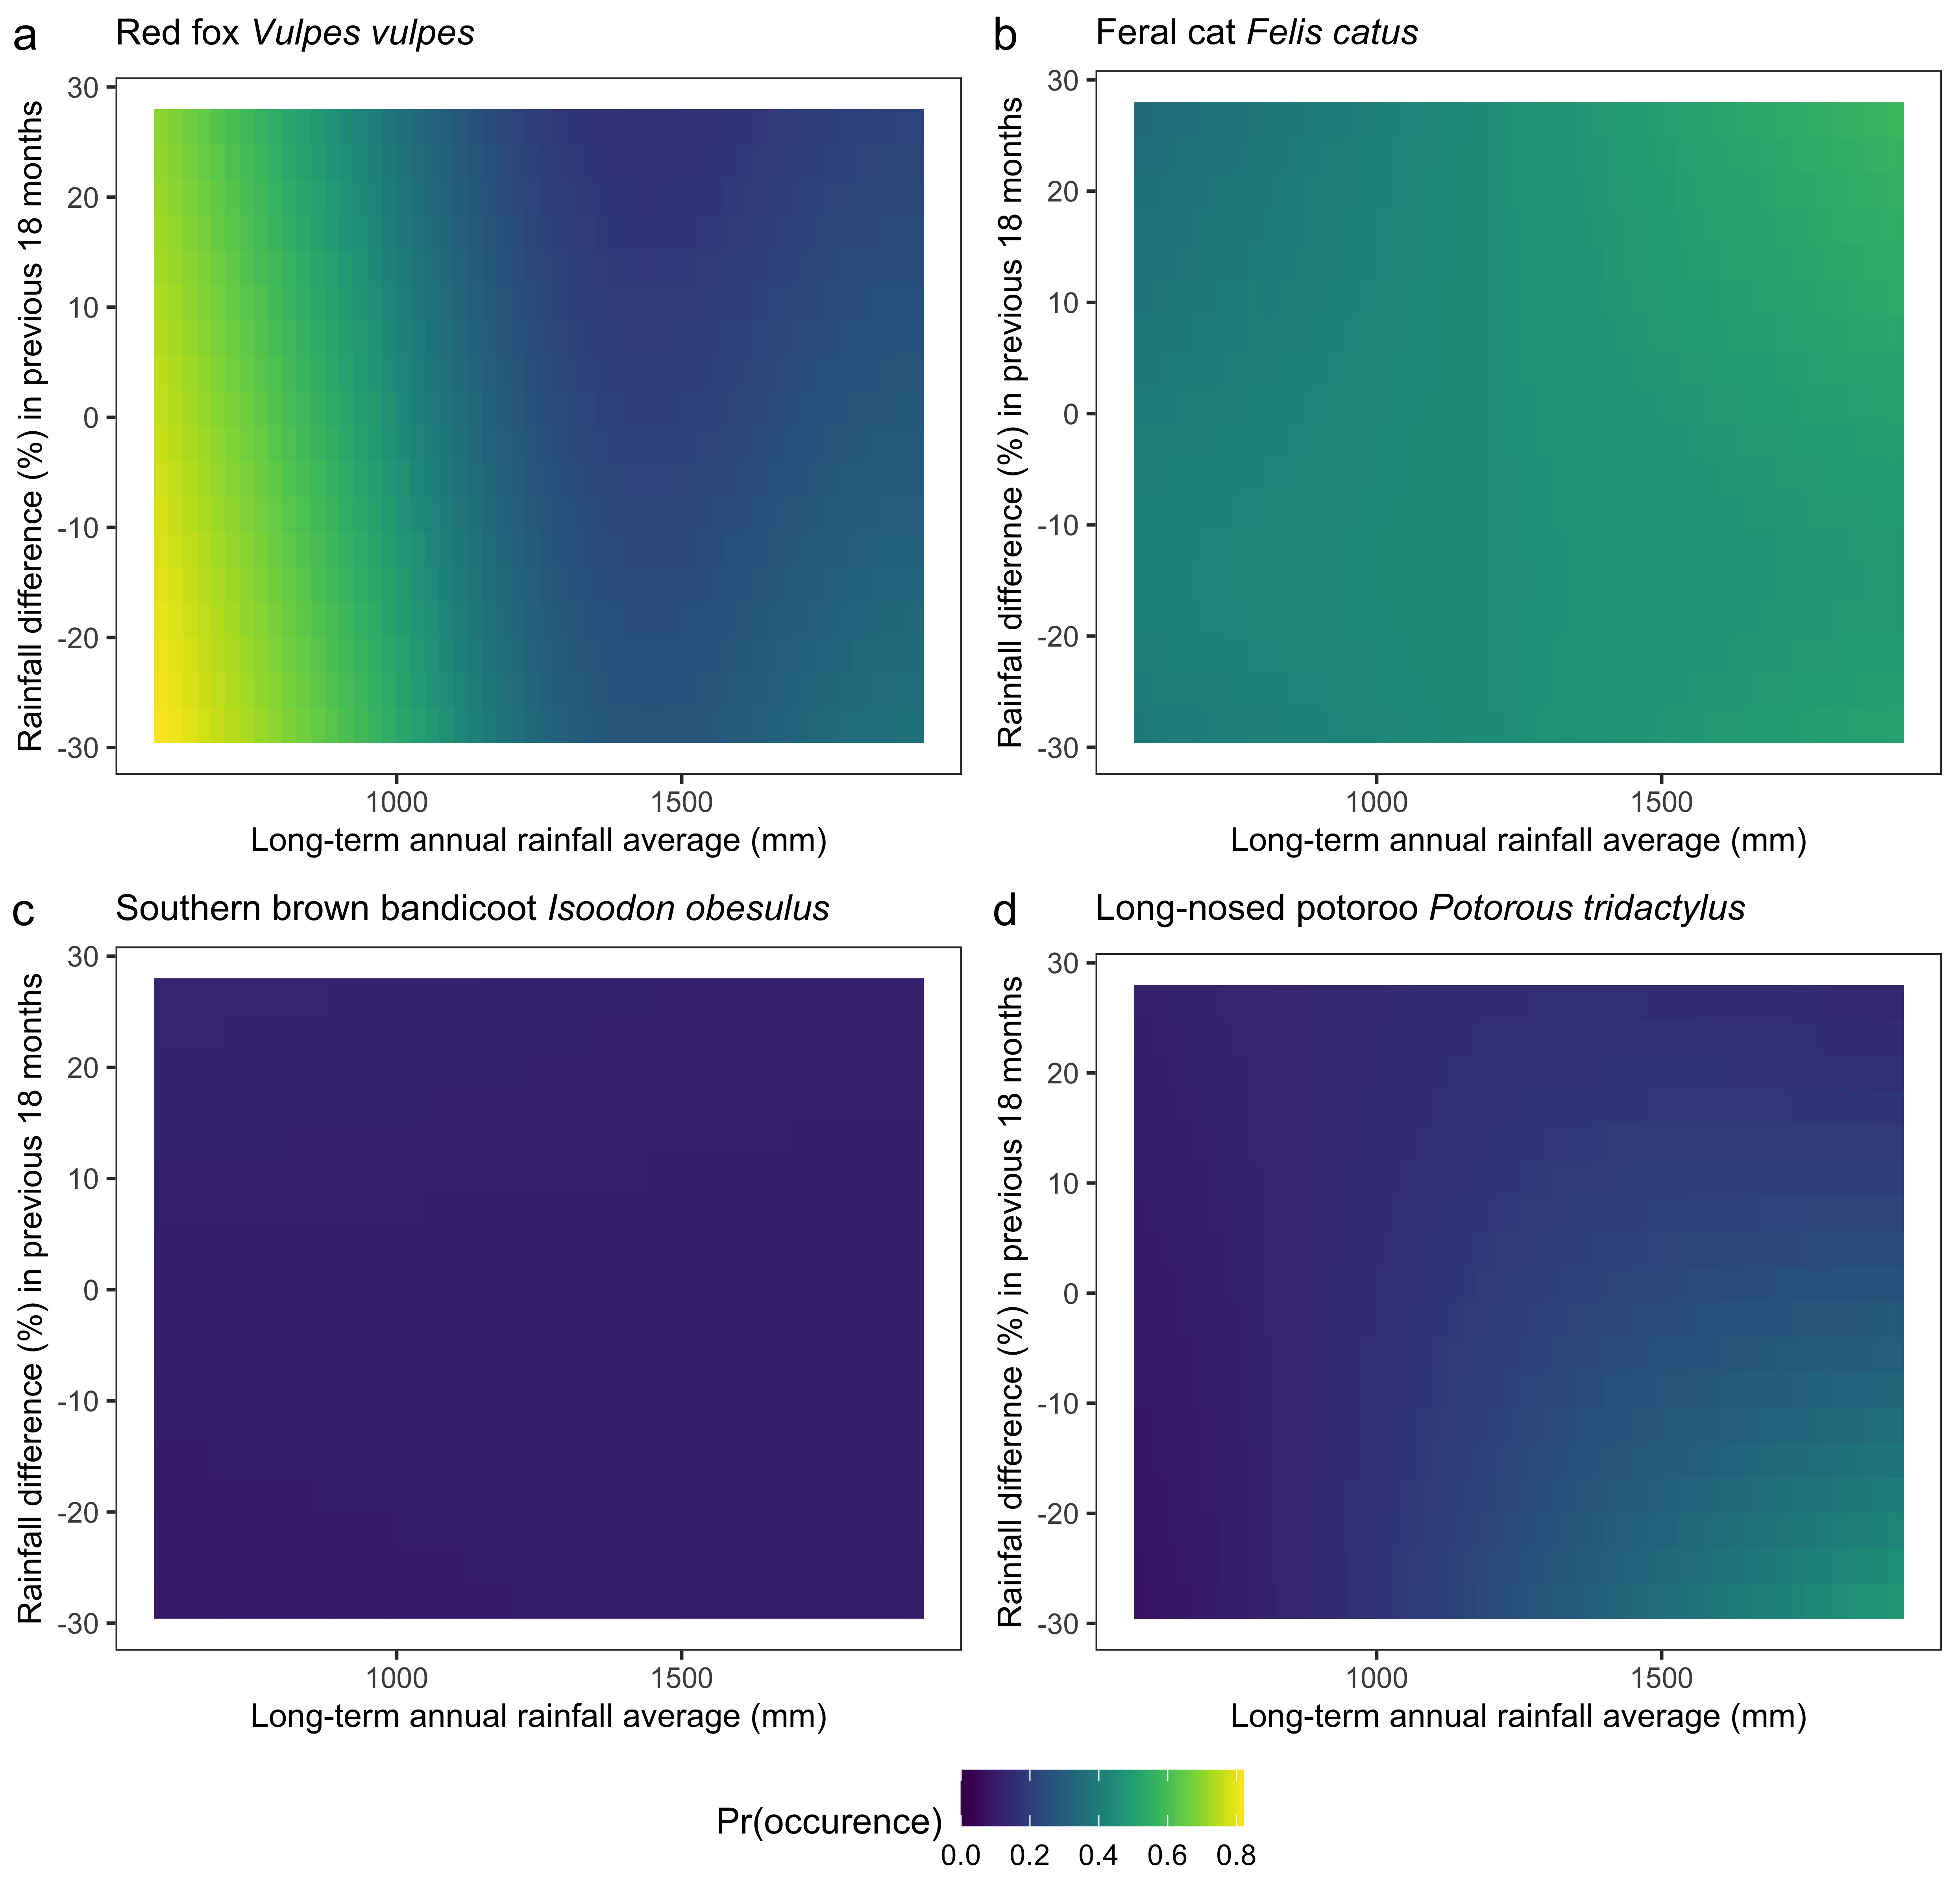 a Red fox Vulpes vulpes
Rainfall difference (%) in previous 18 months
30
20
10
0
-10
-20
-30
1000 1500
Long-term annual rainfall average (mm)
b Feral cat Felis catus
Rainfall difference (%) in previous 18 months
30
20
10
0
-10
-20
-30
1000 1500
Long-term annual rainfall average (mm)
c Southern brown bandicoot Isoodon obesulus
Rainfall difference (%) in previous 18 months
30
20
10
0
-10
-20
-30
1000 1500
Long-term annual rainfall average (mm)
d Long-nosed potoroo Potorous tridactylus
Rainfall difference (%) in previous 18 months
30
20
10
0
-10
-20
-30
1000 1500
Long-term annual rainfall average (mm)
Pr(occurence)
0.0 0.2 0.4 0.6 0.8